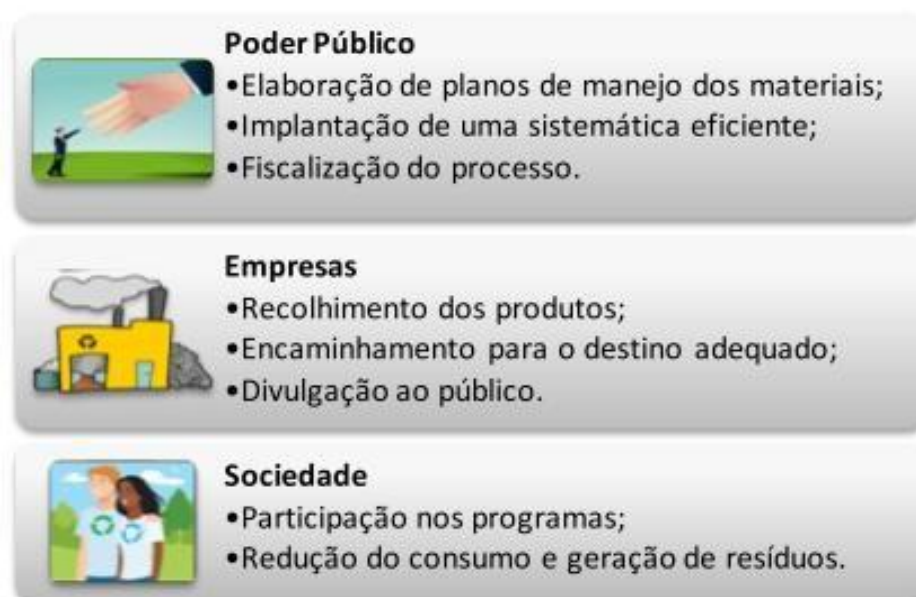 Poder Público
•Elaboração de planos de manejo dos materiais;
•Implantação de uma sistemática eficiente;
•Fiscalização do processo.
Empresas
•Recolhimento dos produtos;
•Encaminhamento para o destino adequado;
•Divulgação ao público.
Sociedade
•Participação nos programas;
•Redução do consumo e geração de resíduos.